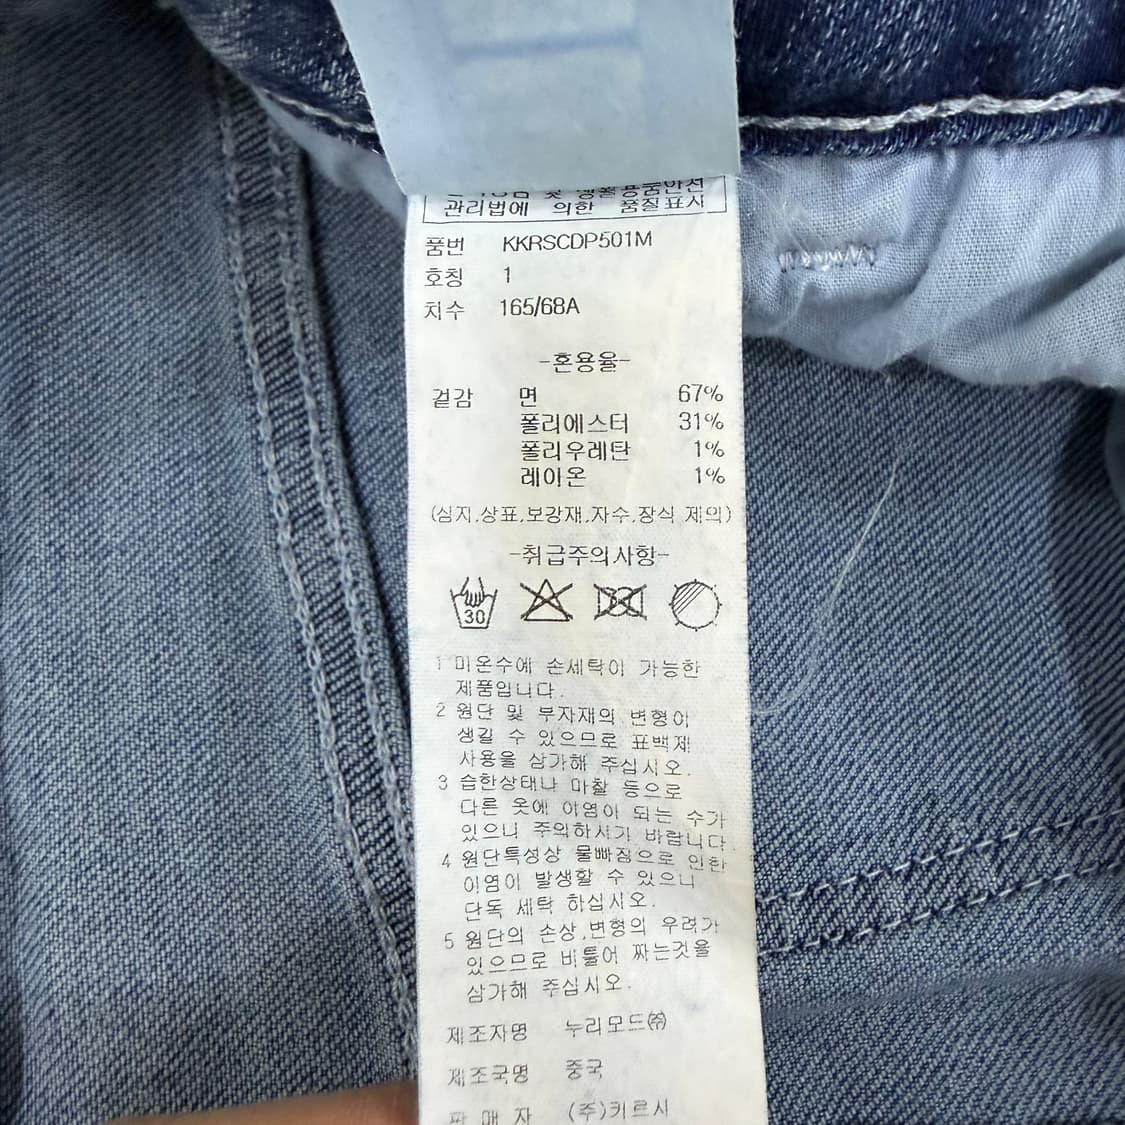 및 생활용품안전
관리법에 의한 품질표시
품번 KKRSCDP501M
호칭 1
치수 165/68A
-혼용율-
겉감 면 67%
폴리에스터 31%
폴리우레탄 1%
레이온 1%
(심지,상표,보강재,자수,장식 제외)
-취급주의사항-
30
1 미온수에 손세탁이 가능한
제품입니다.
2 원단 및 부자재의 변형이
생길 수 있으므로 표백제
사용을 삼가해 주십시오.
3 습한상태나 마찰 등으로
다른 옷에 이염이 되는 수가
있으니 주의하시기 바랍니다.
4 원단특성상 물빠짐으로 인한
이염이 발생할 수 있으니
단독 세탁 하십시오.
5 원단의 손상,변형의 우려가
있으므로 비틀어 짜는것을
삼가해 주십시오.
제조자명 누리모드㈜
제조국명 중국
판매자 (주)키르시